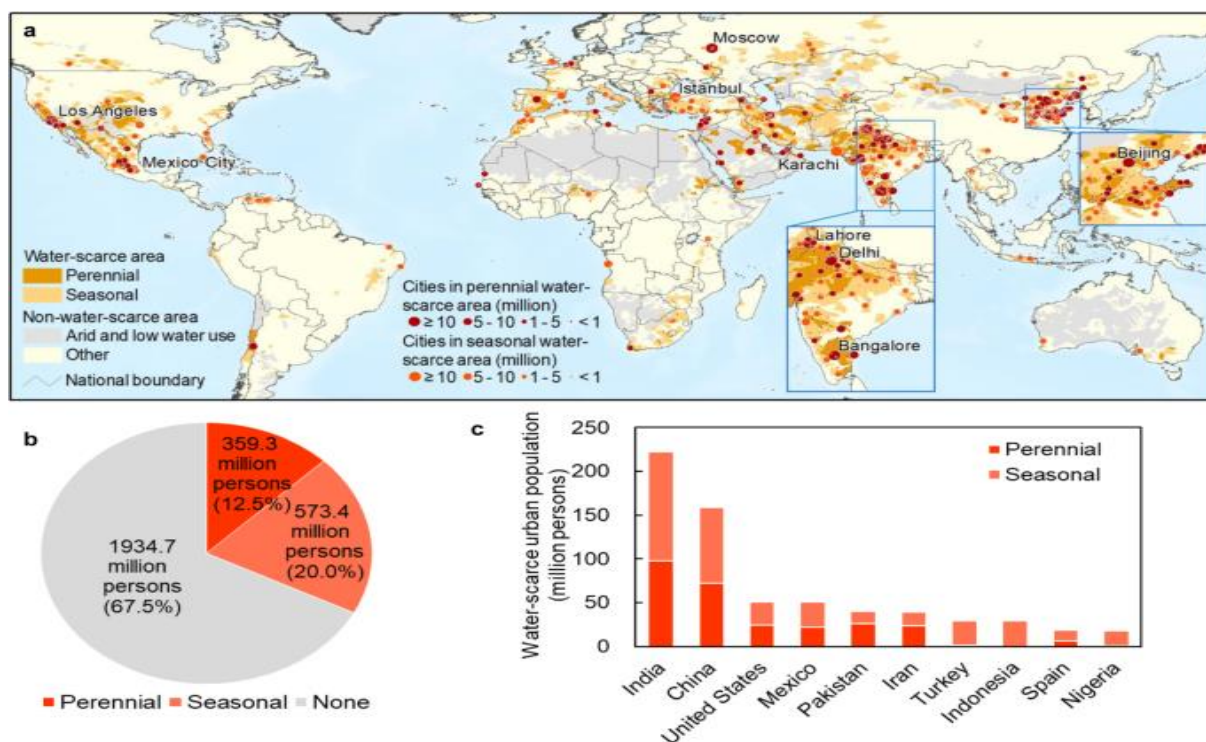 a
Moscow
Istanbul
Los Angeles
Mexico City
Karachi
Beijing
Lahore
Delhi
Bangalore
Water-scarce area
Perennial
Seasonal
Non-water-scarce area
Arid and low water use
Other
National boundary
Cities in perennial water-
scarce area (million)
≥ 10 5 - 10 1 - 5 < 1
Cities in seasonal water-
scarce area (million)
≥ 10 5 - 10 1 - 5 < 1
b
359.3
million
persons
(12.5%)
573.4
million
persons
(20.0%)
1934.7
million persons
(67.5%)
Perennial Seasonal None
c
Water-scarce urban population
(million persons)
250
200
150
100
50
0
Perennial
Seasonal
India
China
United States
Mexico
Pakistan
Iran
Turkey
Indonesia
Spain
Nigeria